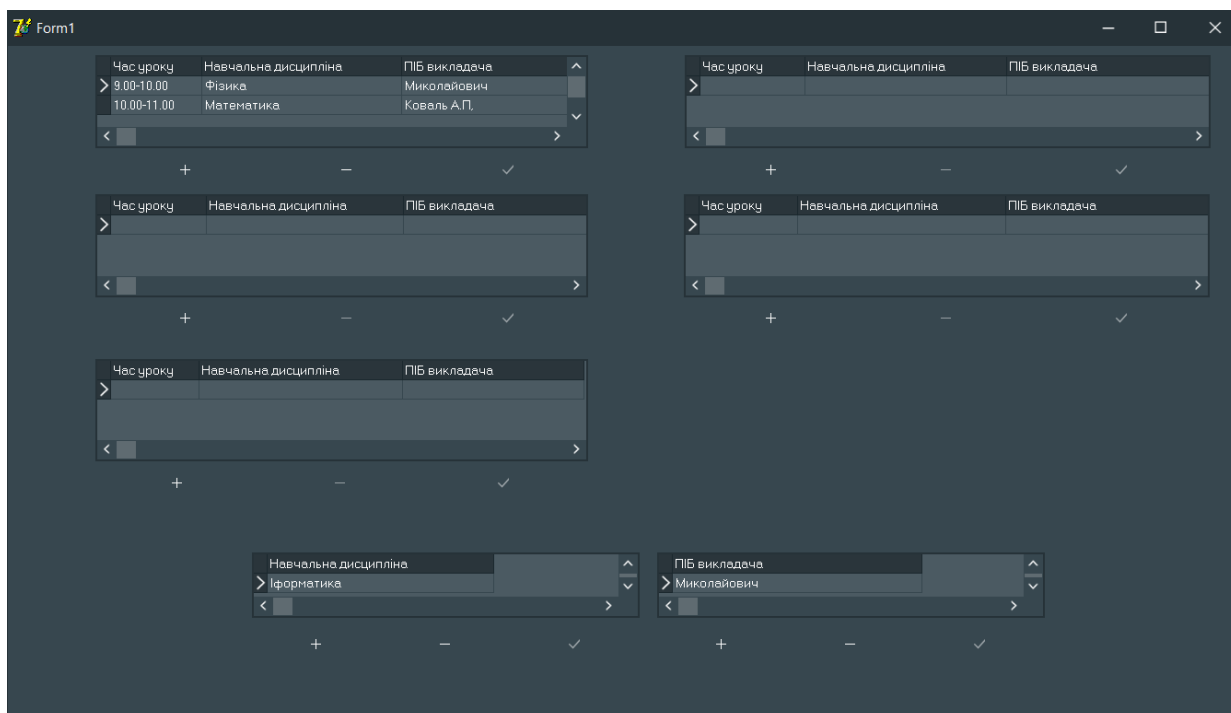 Form1
Час уроку Навчальна дисципліна ПІБ викладача
9.00-10.00 Фізика Миколайович
10.00-11.00 Математика Коваль А.П,
Час уроку Навчальна дисципліна ПІБ викладача
Час уроку Навчальна дисципліна ПІБ викладача
Час уроку Навчальна дисципліна ПІБ викладача
Час уроку Навчальна дисципліна ПІБ викладача
Навчальна дисципліна
Іформатика
ПІБ викладача
Миколайович